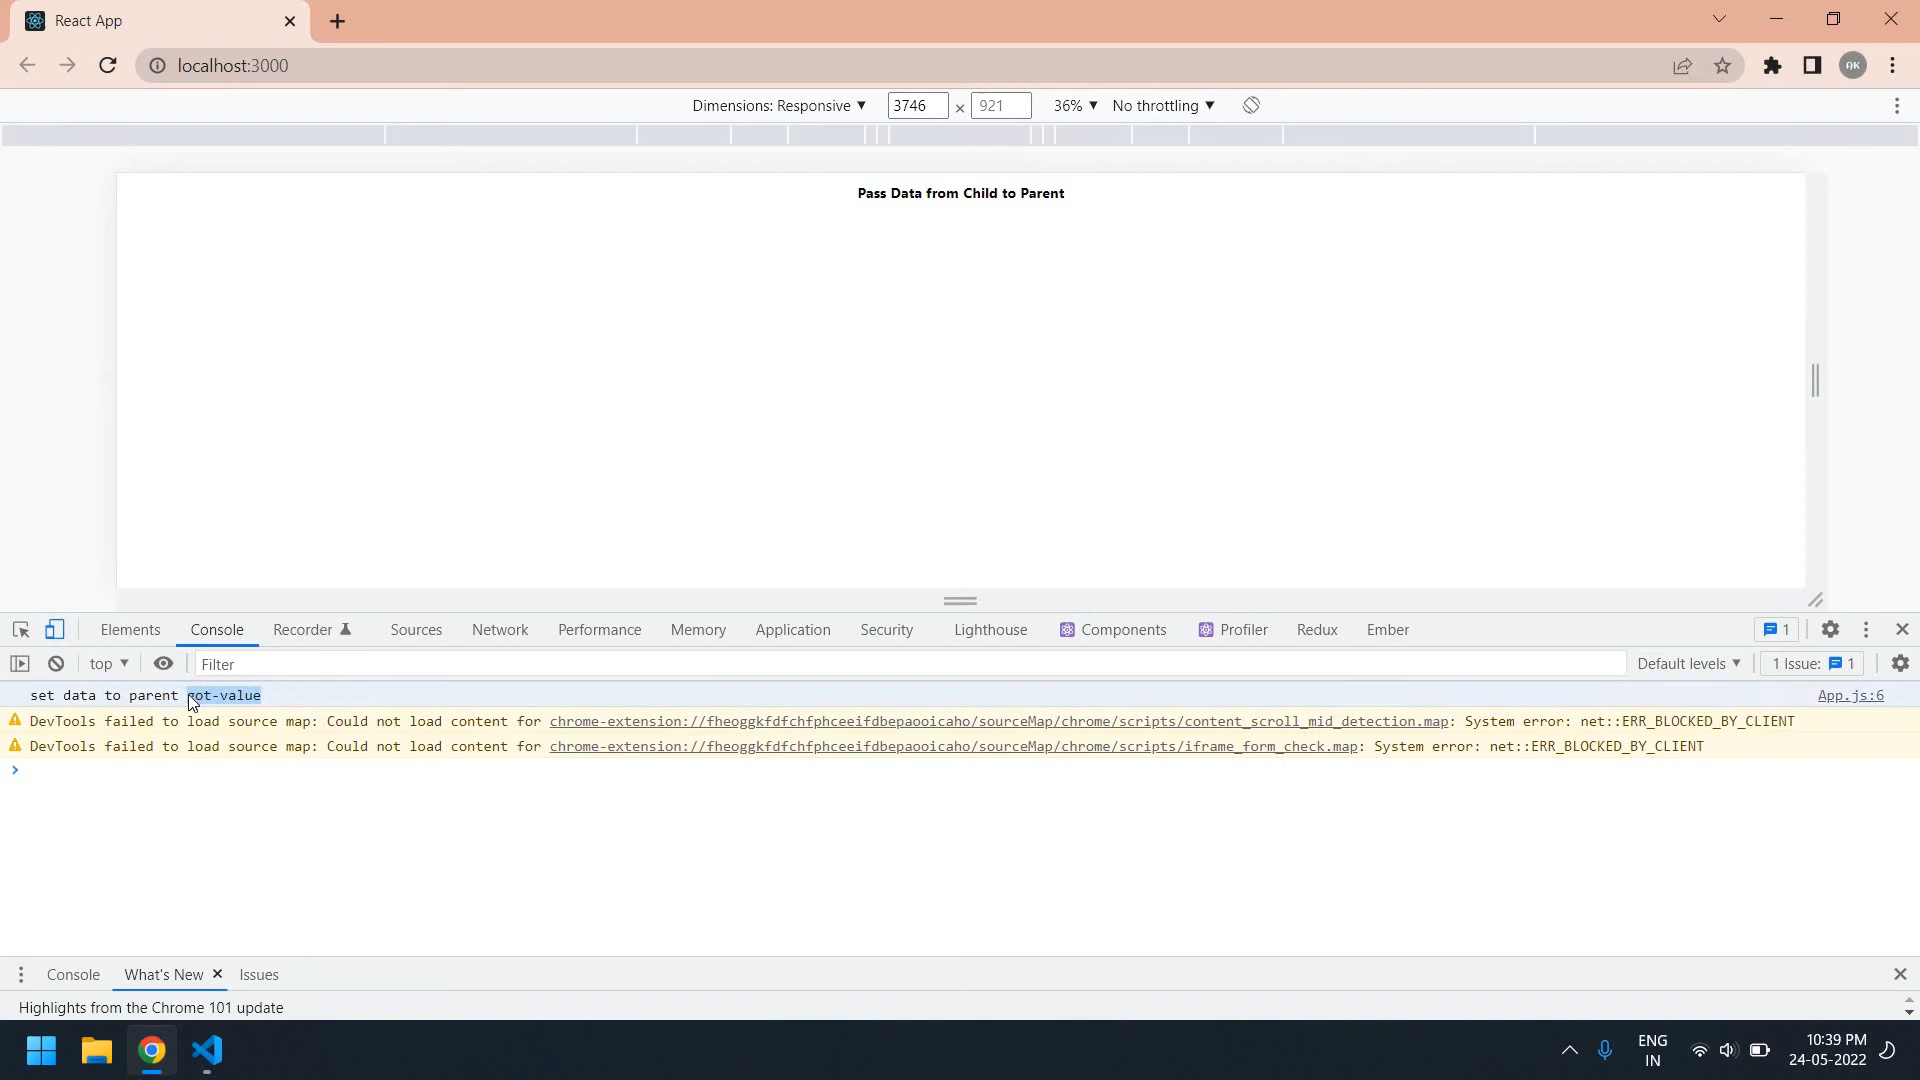 React App
localhost:3000
AK
Dimensions: Responsive 3746 × 921 36% No throttling
Pass Data from Child to Parent
Elements Console Recorder Sources Network Performance Memory Application Security Lighthouse Components Profiler Redux Ember 1
top Filter Default levels 1 Issue: 1
set data to parent App.js:6
DevTools failed to load source map: Could not load content for chrome-extension://fheoggkfdfchfphceeifdbepaooicaho/sourceMap/chrome/scripts/content_scroll_mid_detection.map: System error: net::ERR_BLOCKED_BY_CLIENT
DevTools failed to load source map: Could not load content for chrome-extension://fheoggkfdfchfphceeifdbepaooicaho/sourceMap/chrome/scripts/iframe_form_check.map: System error: net::ERR_BLOCKED_BY_CLIENT
Console What's New Issues
Highlights from the Chrome 101 update
ENG 10:39 PM
IN 24-05-2022